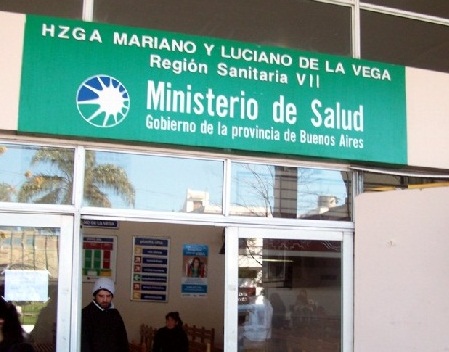 HZGA MARIANO Y LUCIANO DE LA VEGA
Región Sanitaria VII
Ministerio de Salud
Gobierno de la provincia de Buenos Aires